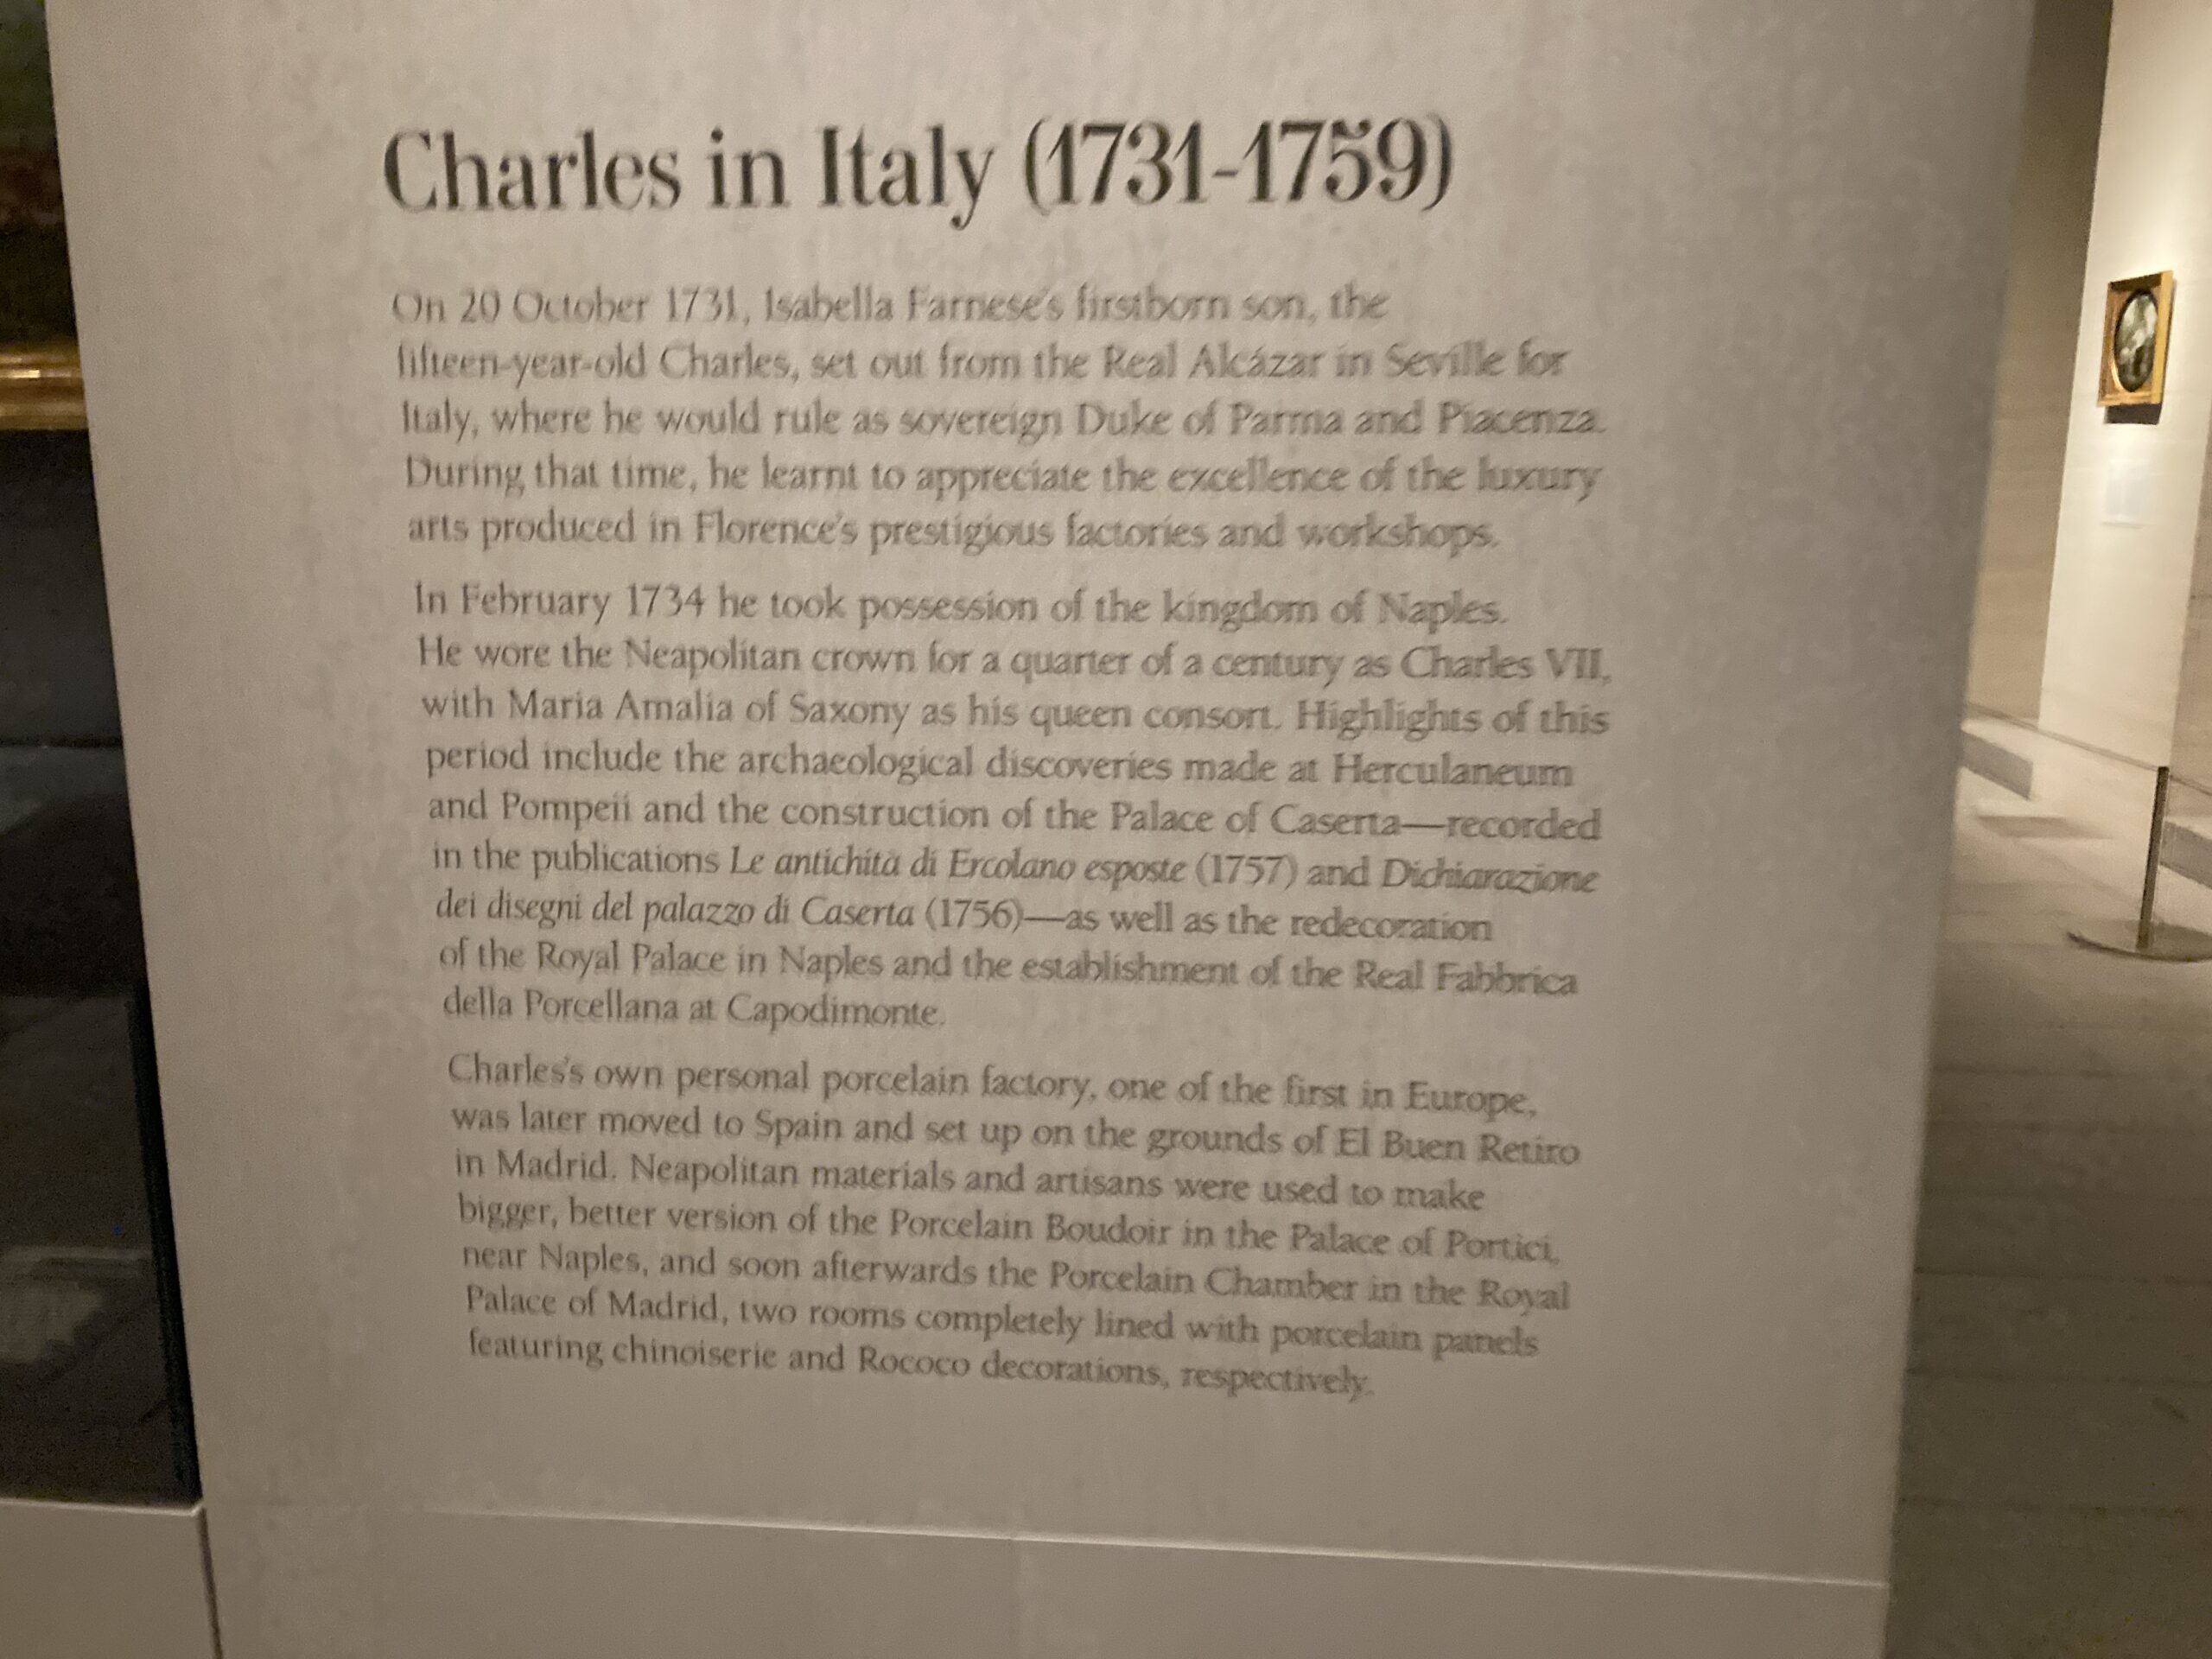 Charles in Italy (1731-1759)
On 20 October 1731, Isabella Farnese's firstborn son, the
fifteen-year-old Charles, set out from the Real Alcázar in Seville for
Italy, where he would rule as sovereign Duke of Parma and Piacenza.
During that time, he learnt to appreciate the excellence of the luxury
arts produced in Florence's prestigious factories and workshops.
In February 1734 he took possession of the kingdom of Naples.
He wore the Neapolitan crown for a quarter of a century as Charles VII,
with Maria Amalia of Saxony as his queen consort. Highlights of this
period include the archaeological discoveries made at Herculaneum
and Pompeii and the construction of the Palace of Caserta—recorded
in the publications Le antichità di Ercolano esposte (1757) and Dichiarazione
dei disegni del palazzo di Caserta (1756)—as well as the redecoration
of the Royal Palace in Naples and the establishment of the Real Fabbrica
della Porcellana at Capodimonte.
Charles's own personal porcelain factory, one of the first in Europe,
was later moved to Spain and set up on the grounds of El Buen Retiro
in Madrid. Neapolitan materials and artisans were used to make
bigger, better version of the Porcelain Boudoir in the Palace of Portici,
near Naples, and soon afterwards the Porcelain Chamber in the Royal
Palace of Madrid, two rooms completely lined with porcelain panels
featuring chinoiserie and Rococo decorations, respectively.